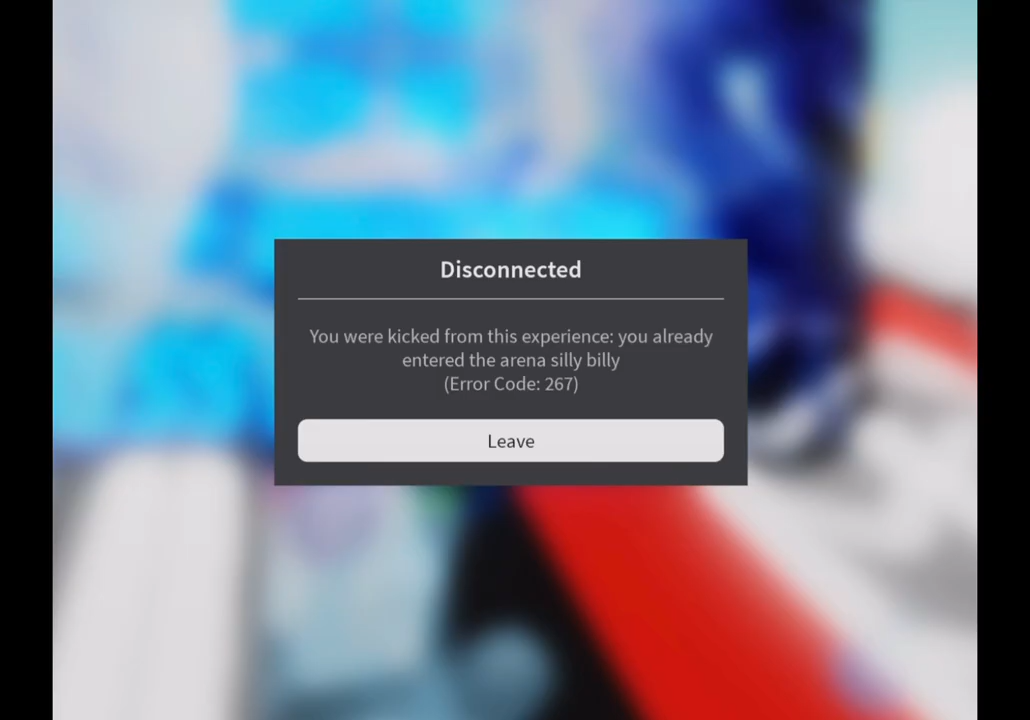 Disconnected
You were kicked from this experience: you already
entered the arena silly billy
(Error Code: 267)
Leave